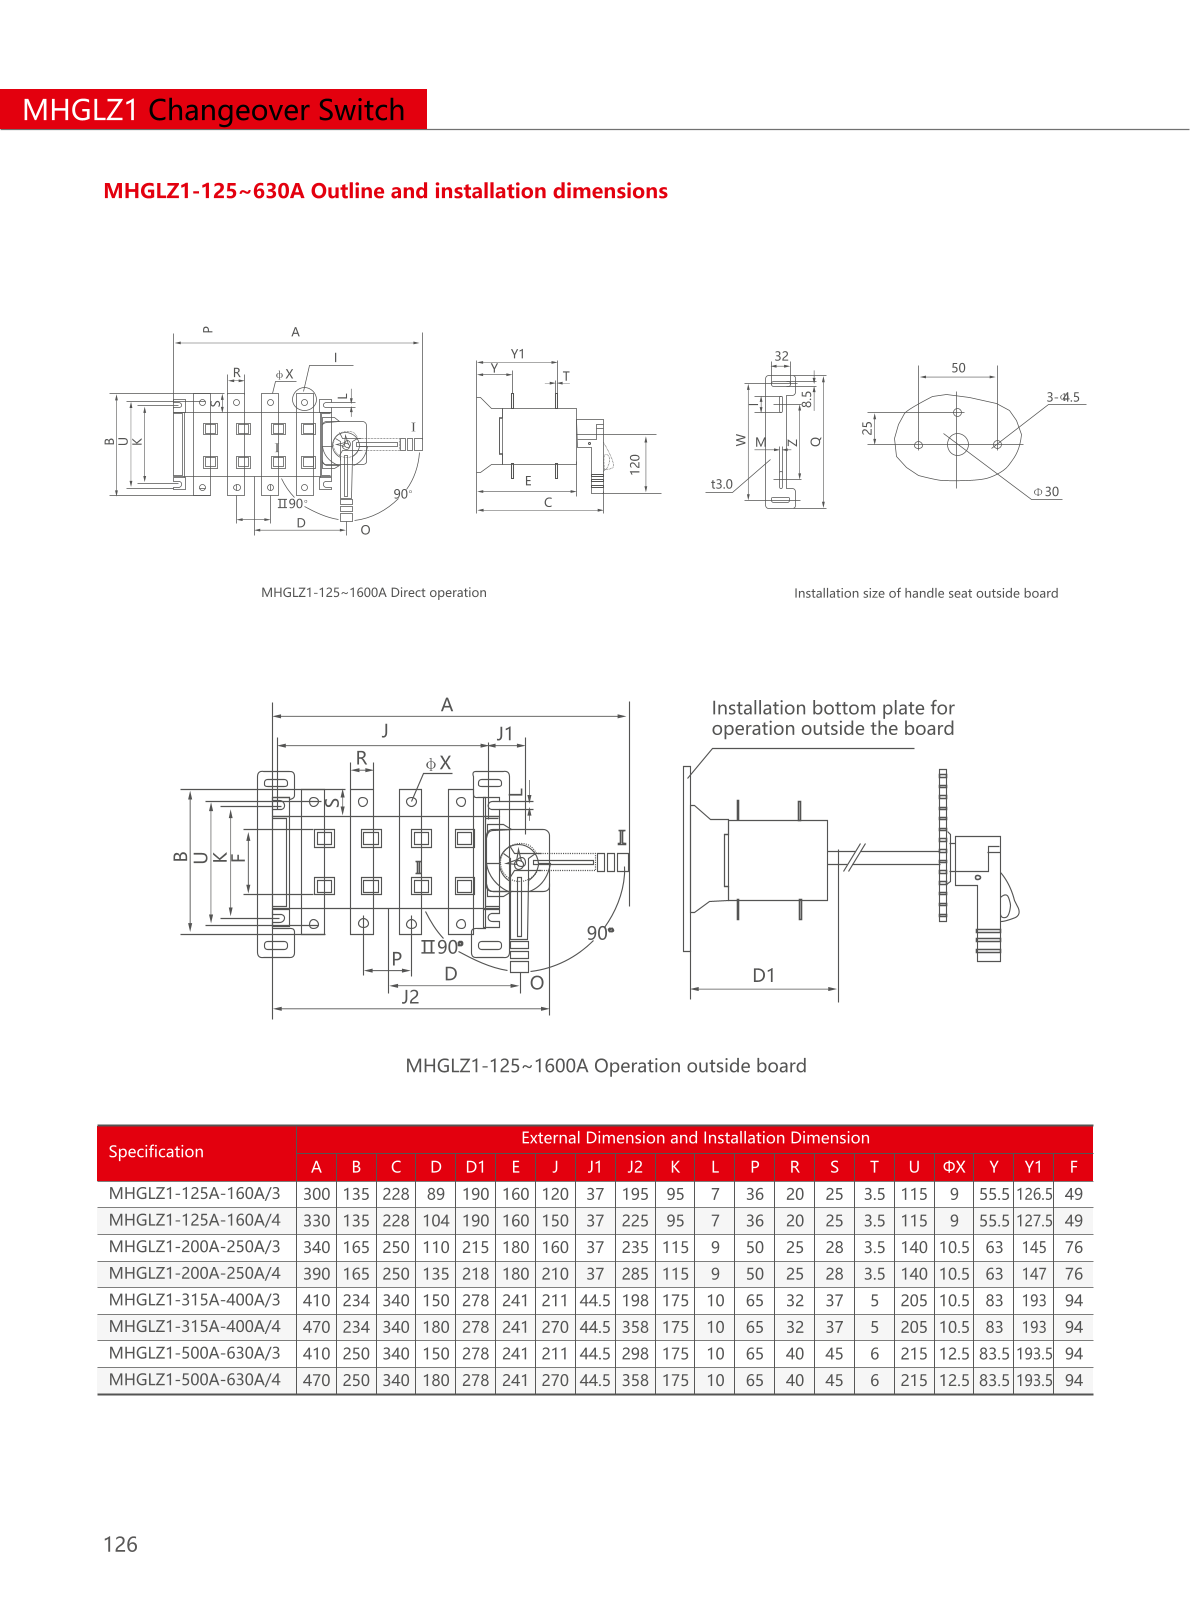 MHGLZ1 Changeover Switch
MHGLZ1-125~630A Outline and installation dimensions
P A
I
R ϕX
S L
B U K
I
I
II90°
90°
D
O
Y1
Y
T
E
C
120
32
8.5
W M Z Q
t3.0
50
3-Φ4.5
25
Φ30
MHGLZ1-125~1600A Direct operation
Installation size of handle seat outside board
A
J J1
R ϕX
S L
B U K F
II
II
II90°
90°
P
D
O
J2
Installation bottom plate for
operation outside the board
D1
MHGLZ1-125~1600A Operation outside board
Specification External Dimension and Installation Dimension
A B C D D1 E J J1 J2 K L P R S T U ΦX Y Y1 F
MHGLZ1-125A-160A/3 300 135 228 89 190 160 120 37 195 95 7 36 20 25 3.5 115 9 55.5 126.5 49
MHGLZ1-125A-160A/4 330 135 228 104 190 160 150 37 225 95 7 36 20 25 3.5 115 9 55.5 127.5 49
MHGLZ1-200A-250A/3 340 165 250 110 215 180 160 37 235 115 9 50 25 28 3.5 140 10.5 63 145 76
MHGLZ1-200A-250A/4 390 165 250 135 218 180 210 37 285 115 9 50 25 28 3.5 140 10.5 63 147 76
MHGLZ1-315A-400A/3 410 234 340 150 278 241 211 44.5 198 175 10 65 32 37 5 205 10.5 83 193 94
MHGLZ1-315A-400A/4 470 234 340 180 278 241 270 44.5 358 175 10 65 32 37 5 205 10.5 83 193 94
MHGLZ1-500A-630A/3 410 250 340 150 278 241 211 44.5 298 175 10 65 40 45 6 215 12.5 83.5 193.5 94
MHGLZ1-500A-630A/4 470 250 340 180 278 241 270 44.5 358 175 10 65 40 45 6 215 12.5 83.5 193.5 94
126